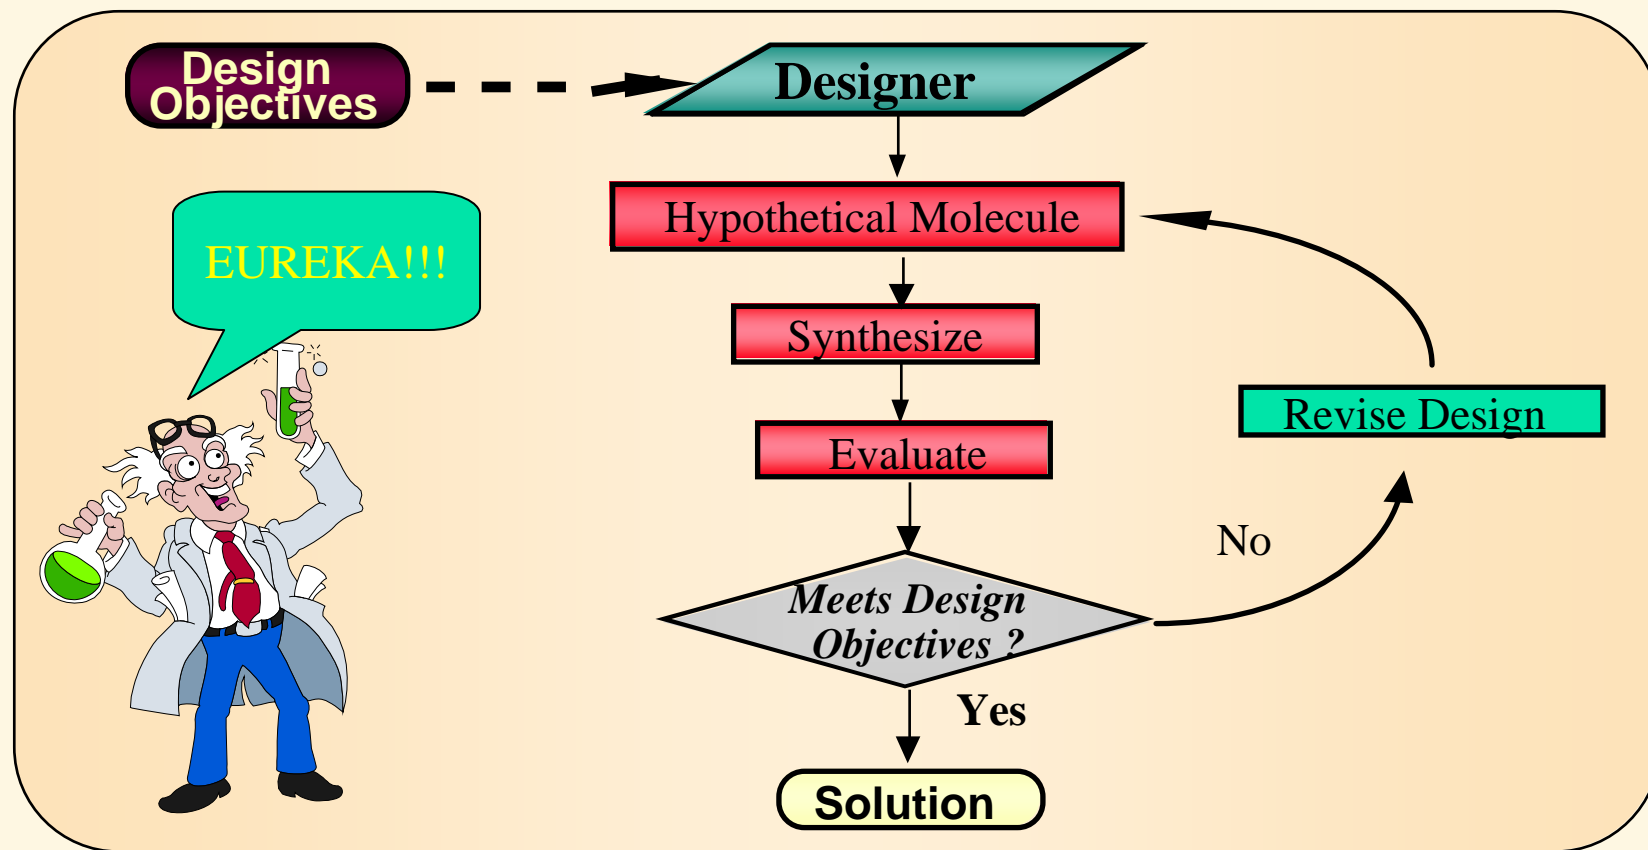 Design
Objectives
Designer
Hypothetical Molecule
EUREKA!!!
Synthesize
Revise Design
Evaluate
No
Meets Design
Objectives ?
Yes
Solution